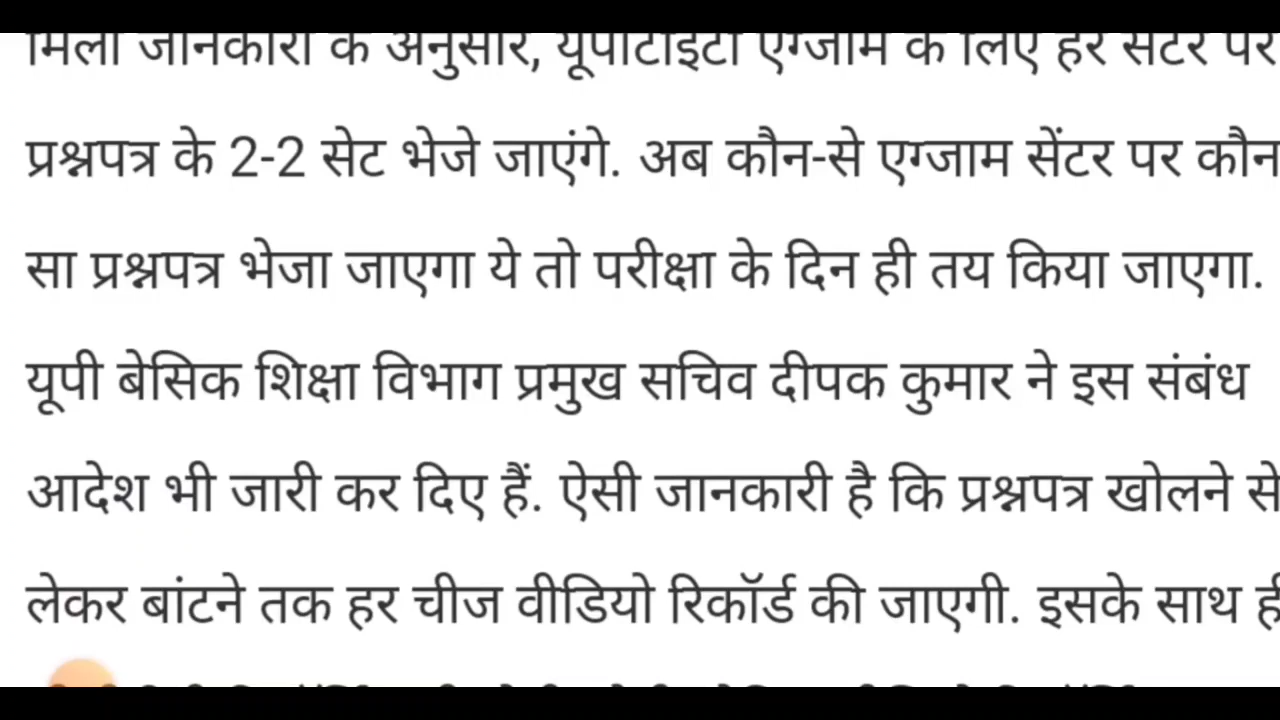 मिली जानकारी के अनुसार, यूपीटीईटी एग्जाम के लिए हर सेंटर पर
प्रश्नपत्र के 2-2 सेट भेजे जाएंगे. अब कौन-से एग्जाम सेंटर पर कौन
सा प्रश्नपत्र भेजा जाएगा ये तो परीक्षा के दिन ही तय किया जाएगा.
यूपी बेसिक शिक्षा विभाग प्रमुख सचिव दीपक कुमार ने इस संबंध
आदेश भी जारी कर दिए हैं. ऐसी जानकारी है कि प्रश्नपत्र खोलने से
लेकर बांटने तक हर चीज वीडियो रिकॉर्ड की जाएगी. इसके साथ ही